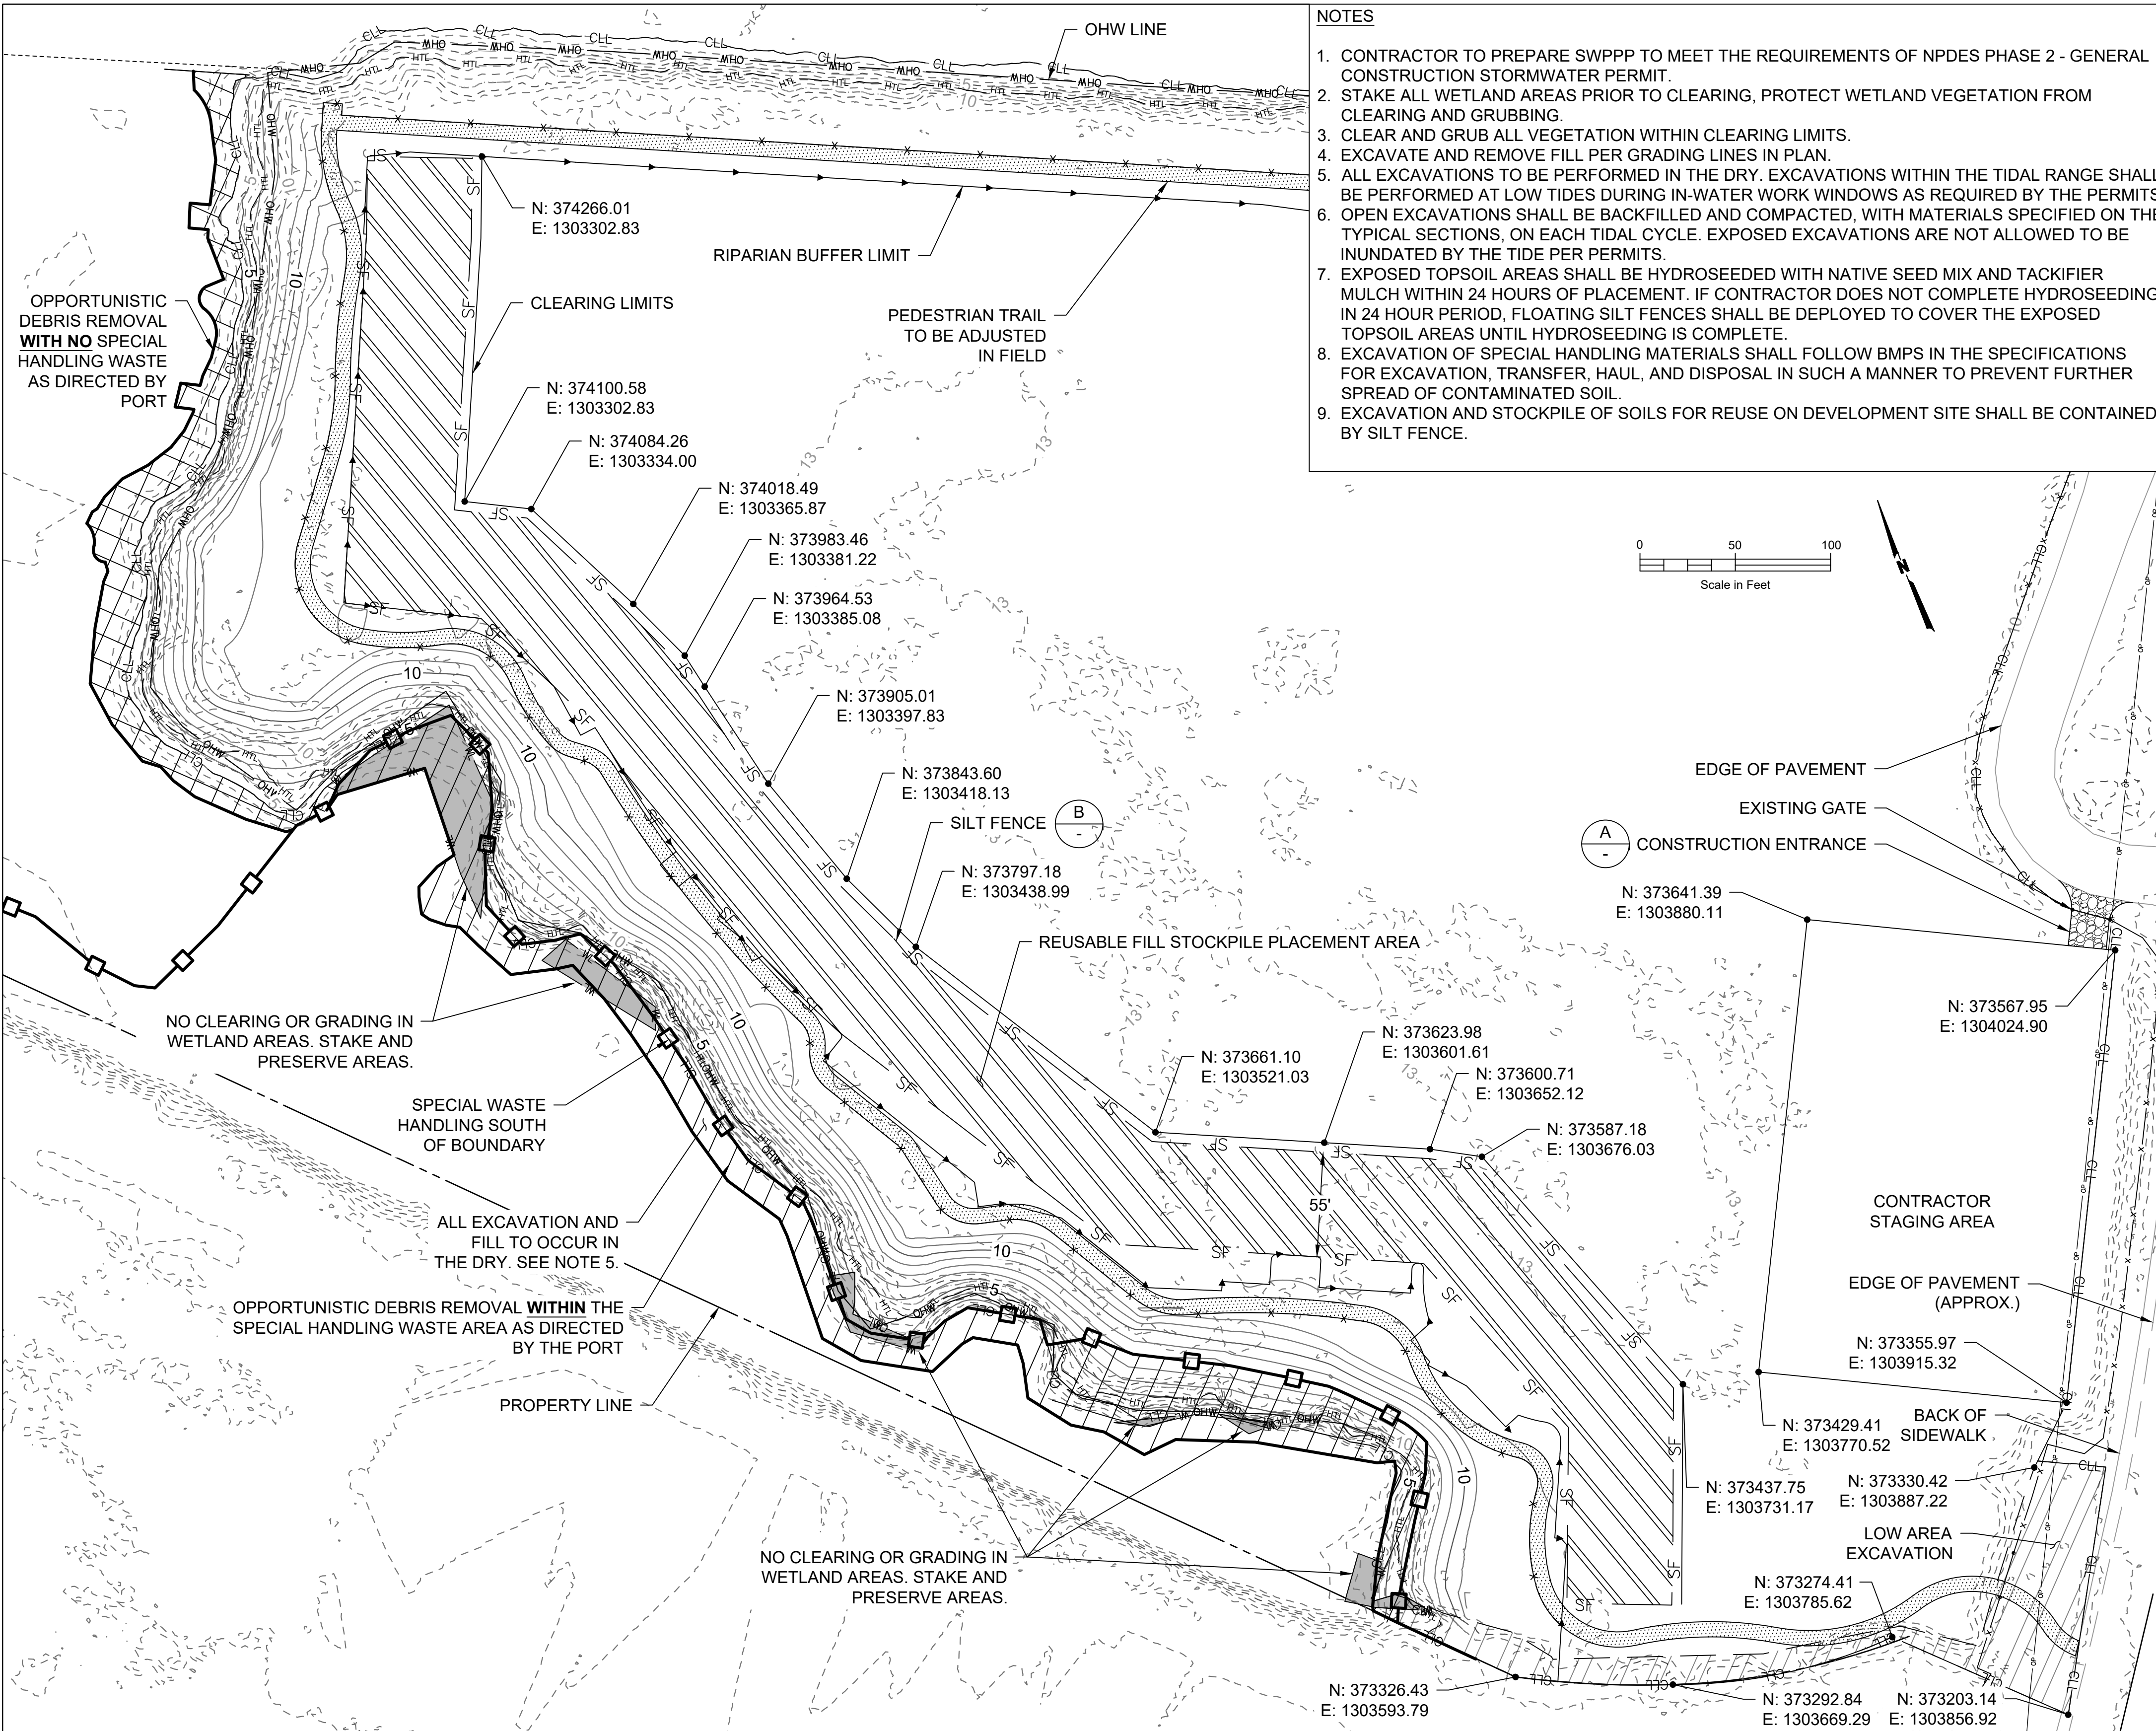 NOTES
1. CONTRACTOR TO PREPARE SWPPP TO MEET THE REQUIREMENTS OF NPDES PHASE 2 - GENERAL
CONSTRUCTION STORMWATER PERMIT.
2. STAKE ALL WETLAND AREAS PRIOR TO CLEARING, PROTECT WETLAND VEGETATION FROM
CLEARING AND GRUBBING.
3. CLEAR AND GRUB ALL VEGETATION WITHIN CLEARING LIMITS.
4. EXCAVATE AND REMOVE FILL PER GRADING LINES IN PLAN.
5. ALL EXCAVATIONS TO BE PERFORMED IN THE DRY. EXCAVATIONS WITHIN THE TIDAL RANGE SHALL
BE PERFORMED AT LOW TIDES DURING IN-WATER WORK WINDOWS AS REQUIRED BY THE PERMITS
6. OPEN EXCAVATIONS SHALL BE BACKFILLED AND COMPACTED, WITH MATERIALS SPECIFIED ON THE
TYPICAL SECTIONS, ON EACH TIDAL CYCLE. EXPOSED EXCAVATIONS ARE NOT ALLOWED TO BE
INUNDATED BY THE TIDE PER PERMITS.
7. EXPOSED TOPSOIL AREAS SHALL BE HYDROSEEDED WITH NATIVE SEED MIX AND TACKIFIER
MULCH WITHIN 24 HOURS OF PLACEMENT. IF CONTRACTOR DOES NOT COMPLETE HYDROSEEDING
IN 24 HOUR PERIOD, FLOATING SILT FENCES SHALL BE DEPLOYED TO COVER THE EXPOSED
TOPSOIL AREAS UNTIL HYDROSEEDING IS COMPLETE.
8. EXCAVATION OF SPECIAL HANDLING MATERIALS SHALL FOLLOW BMPS IN THE SPECIFICATIONS
FOR EXCAVATION, TRANSFER, HAUL, AND DISPOSAL IN SUCH A MANNER TO PREVENT FURTHER
SPREAD OF CONTAMINATED SOIL.
9. EXCAVATION AND STOCKPILE OF SOILS FOR REUSE ON DEVELOPMENT SITE SHALL BE CONTAINED
BY SILT FENCE.
OHW LINE
N: 374266.01
E: 1303302.83
RIPARIAN BUFFER LIMIT
CLEARING LIMITS
PEDESTRIAN TRAIL
TO BE ADJUSTED
IN FIELD
OPPORTUNISTIC
DEBRIS REMOVAL
WITH NO SPECIAL
HANDLING WASTE
AS DIRECTED BY
PORT
N: 374100.58
E: 1303302.83
N: 374084.26
E: 1303334.00
N: 374018.49
E: 1303365.87
N: 373983.46
E: 1303381.22
N: 373964.53
E: 1303385.08
0 50 100
Scale in Feet
N
N: 373905.01
E: 1303397.83
N: 373843.60
E: 1303418.13
SILT FENCE
B
-
N: 373797.18
E: 1303438.99
REUSABLE FILL STOCKPILE PLACEMENT AREA
EDGE OF PAVEMENT
EXISTING GATE
A
-
CONSTRUCTION ENTRANCE
N: 373641.39
E: 1303880.11
N: 373567.95
E: 1304024.90
NO CLEARING OR GRADING IN
WETLAND AREAS. STAKE AND
PRESERVE AREAS.
SPECIAL WASTE
HANDLING SOUTH
OF BOUNDARY
N: 373661.10
E: 1303521.03
N: 373623.98
E: 1303601.61
N: 373600.71
E: 1303652.12
N: 373587.18
E: 1303676.03
55'
ALL EXCAVATION AND
FILL TO OCCUR IN
THE DRY. SEE NOTE 5.
OPPORTUNISTIC DEBRIS REMOVAL WITHIN THE
SPECIAL HANDLING WASTE AREA AS DIRECTED
BY THE PORT
PROPERTY LINE
CONTRACTOR
STAGING AREA
EDGE OF PAVEMENT
(APPROX.)
N: 373355.97
E: 1303915.32
N: 373429.41
E: 1303770.52
BACK OF
SIDEWALK
N: 373437.75
E: 1303731.17
N: 373330.42
E: 1303887.22
LOW AREA
EXCAVATION
N: 373274.41
E: 1303785.62
NO CLEARING OR GRADING IN
WETLAND AREAS. STAKE AND
PRESERVE AREAS.
N: 373326.43
E: 1303593.79
N: 373292.84
E: 1303669.29
N: 373203.14
E: 1303856.92